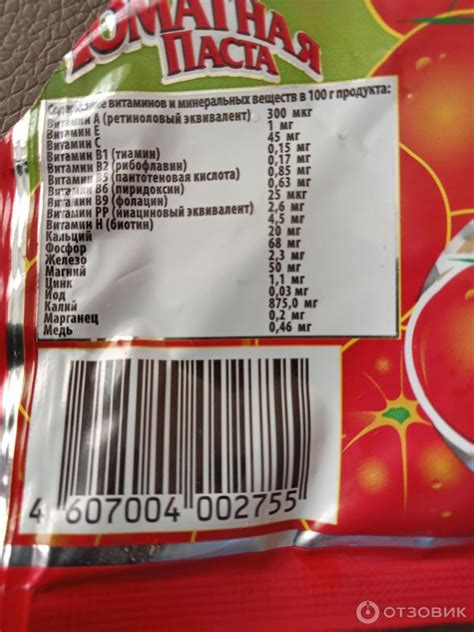 ТОМАТНАЯ
ПАСТА
Содержание витаминов и минеральных веществ в 100 г продукта:
Витамин А (ретиноловый эквивалент) 300 мкг
Витамин Е 1 мг
Витамин С 45 мг
Витамин В1 (тиамин) 0,15 мг
Витамин В2 (рибофлавин) 0,17 мг
Витамин В5 (пантотеновая кислота) 0,85 мг
Витамин В6 (пиридоксин) 0,63 мг
Витамин В9 (фолацин) 25 мкг
Витамин РР (ниациновый эквивалент) 2,6 мг
Витамин Н (биотин) 4,5 мг
Кальций 20 мг
Фосфор 68 мг
Железо 2,3 мг
Магний 50 мг
Цинк 1,1 мг
Йод 0,03 мг
Калий 875,0 мг
Марганец 0,2 мг
Медь 0,46 мг
4 607004 002755
ОТЗОВИК